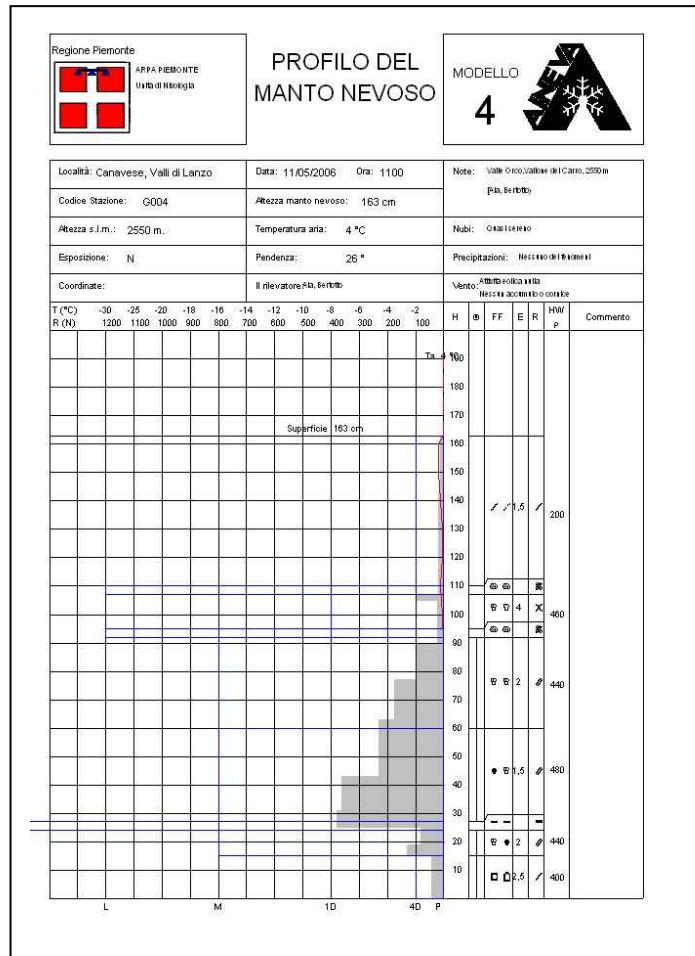 Regione Piemonte
ARPA PIEMONTE
Unità di Nivologia
PROFILO DEL
MANTO NEVOSO
MODELLO
4
AINEVA
Località: Canavese, Valli di Lanzo
Data: 11/05/2006 Ora: 1100
Note: Valle Orco, Vallone del Carro, 2550 m
(Ala, Bertotto)
Codice Stazione: G004
Altezza manto nevoso: 163 cm
Altezza s.l.m.: 2550 m.
Temperatura aria: 4 °C
Nubi: Quasi sereno
Esposizione: N
Pendenza: 26 °
Precipitazioni: Nessuno dei fenomeni
Coordinate:
Il rilevatore: Ala, Bertotto
Vento: Attività eolica nulla
Nessun accumulo o cornice
T (°C) -30 -25 -20 -18 -16 -14 -12 -10 -8 -6 -4 -2
R (N) 1200 1100 1000 900 800 700 600 500 400 300 200 100
H FF E R HW ρ Commento
Ta 4 °C
190
180
170
Superficie 163 cm
160
150
140
1,5
200
130
120
110
4
460
100
90
80
2
440
70
60
50
1,5
480
40
30
20
2
440
10
2,5
400
L M 1D 4D P